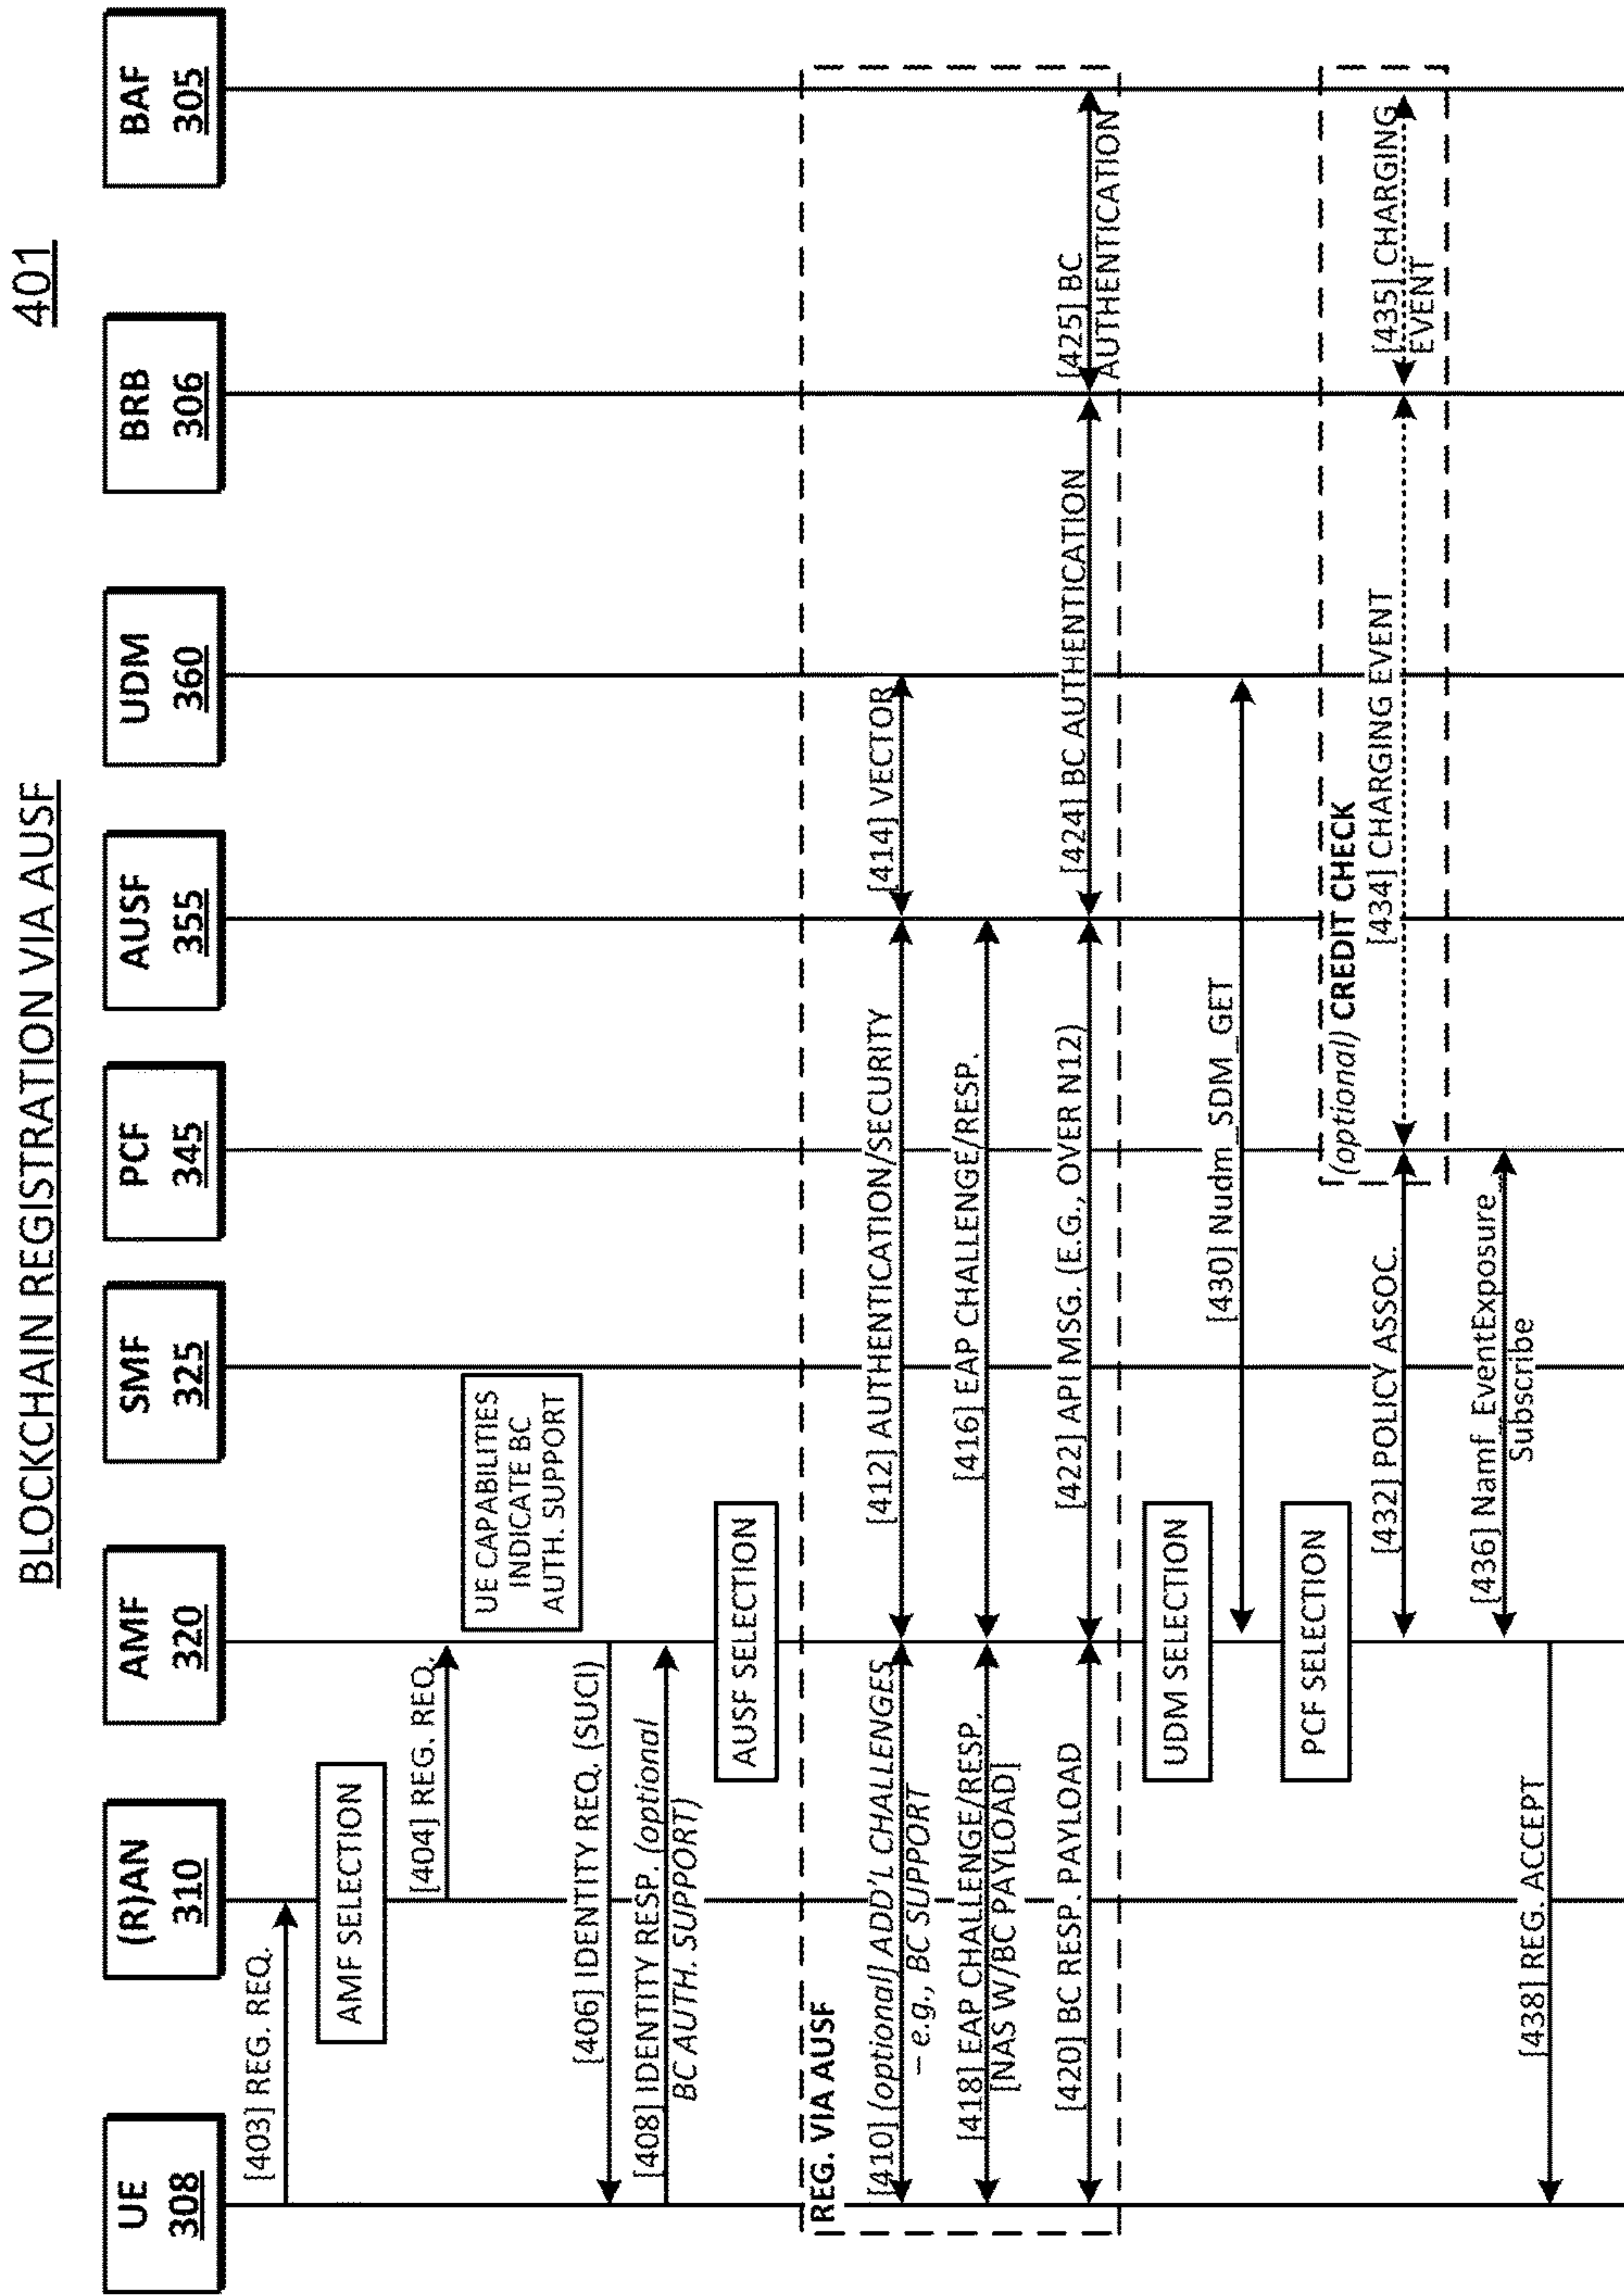 BLOCKCHAIN REGISTRATION VIA AUSF
401
UE
308
(R)AN
310
AMF
320
SMF
325
PCF
345
AUSF
355
UDM
360
BRB
306
BAF
305
[403] REG. REQ.
AMF SELECTION
[404] REG. REQ.
UE CAPABILITIES
INDICATE BC
AUTH. SUPPORT
[406] IDENTITY REQ. (SUCI)
[408] IDENTITY RESP. (optional
BC AUTH. SUPPORT)
AUSF SELECTION
REG. VIA AUSF
[410] (optional] ADD'L CHALLENGES
– e.g., BC SUPPORT
[412] AUTHENTICATION/SECURITY
[414] VECTOR
[416] EAP CHALLENGE/RESP.
[418] EAP CHALLENGE/RESP.
[NAS W/BC PAYLOAD]
[420] BC RESP. PAYLOAD
[422] API MSG. (E.G., OVER N12)
[424] BC AUTHENTICATION
[425] BC
AUTHENTICATION
UDM SELECTION
[430] Nudm_SDM_GET
PCF SELECTION
(optional) CREDIT CHECK
[432] POLICY ASSOC.
[434] CHARGING EVENT
[435] CHARGING
EVENT
[436] Namf_EventExposure_
Subscribe
[438] REG. ACCEPT